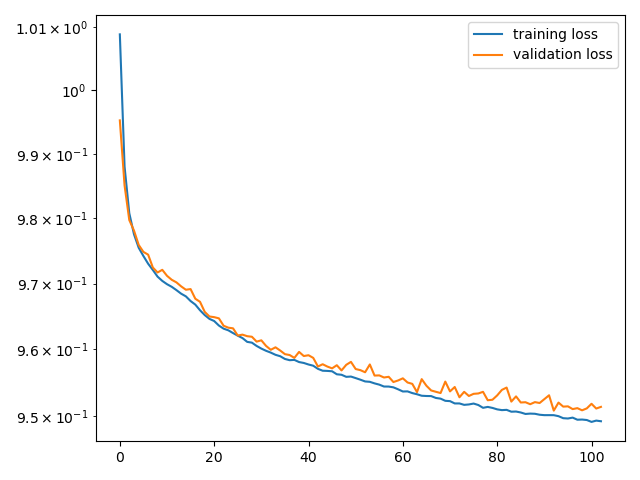 1.01 × 10⁰
10⁰
9.9 × 10⁻¹
9.8 × 10⁻¹
9.7 × 10⁻¹
9.6 × 10⁻¹
9.5 × 10⁻¹
training loss
validation loss
0 20 40 60 80 100